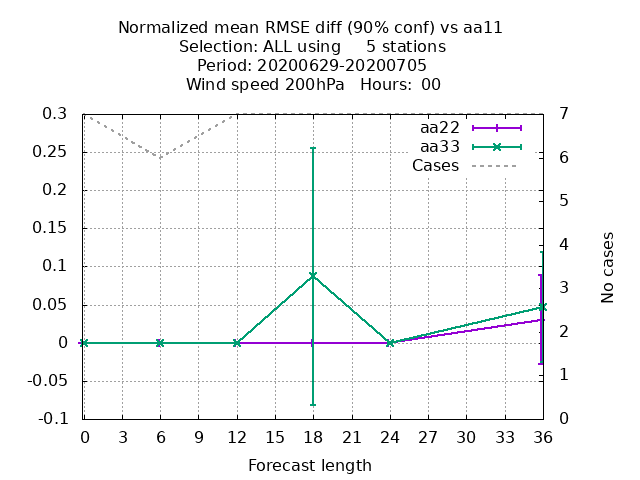 Normalized mean RMSE diff (90% conf) vs aa11
Selection: ALL using     5 stations
Period: 20200629-20200705
Wind speed 200hPa   Hours:  00
0.3
0.25
0.2
0.15
0.1
0.05
0
-0.05
-0.1
7
6
5
4
3
2
1
0
aa22
aa33
Cases
No cases
0 3 6 9 12 15 18 21 24 27 30 33 36
Forecast length